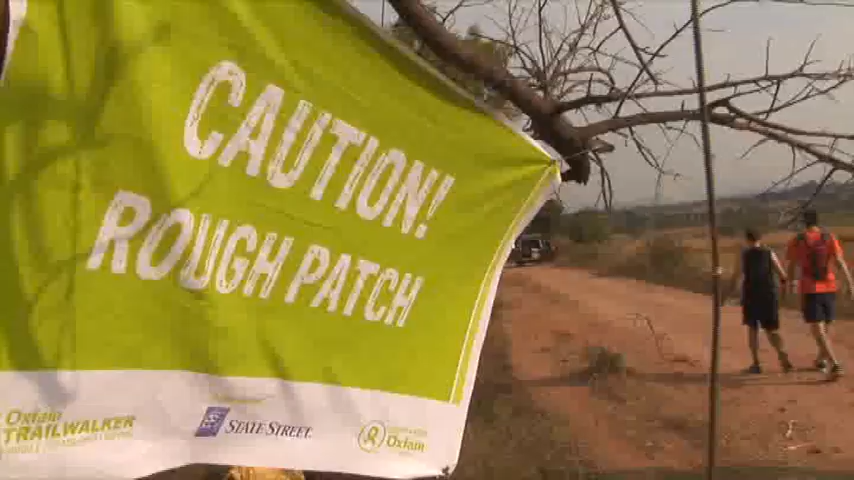 CAUTION!
ROUGH PATCH
Oxfam
TRAILWALKER
STATE STREET.
Oxfam